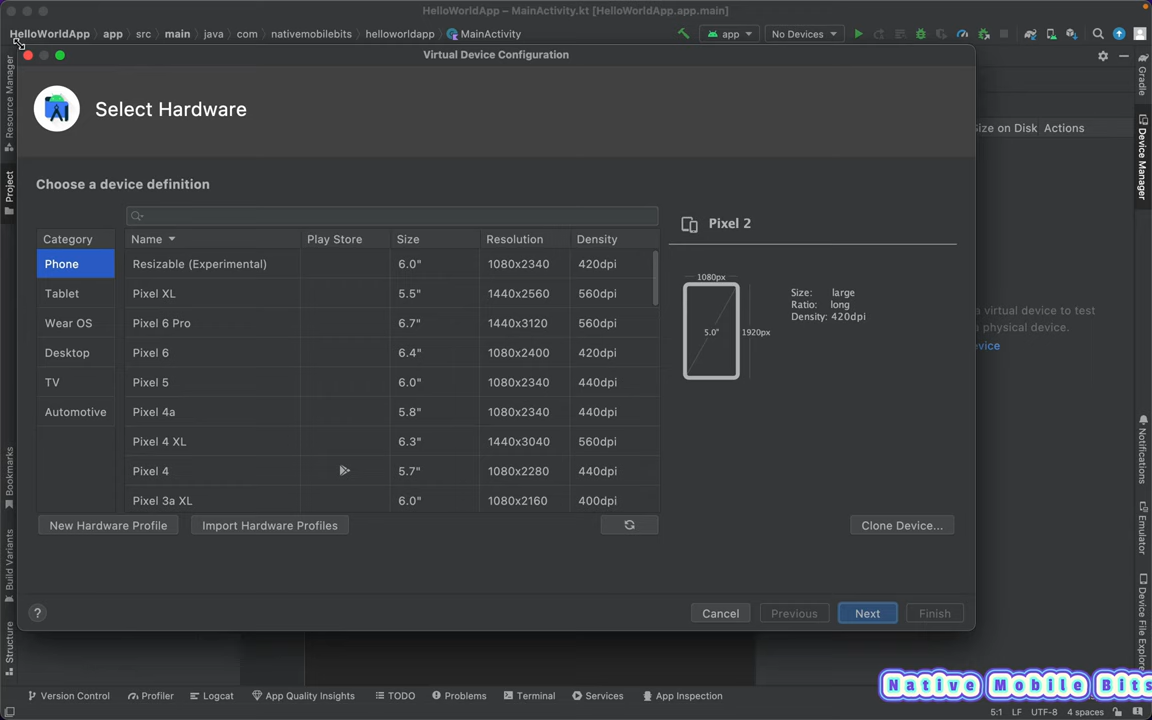 HelloWorldApp – MainActivity.kt [HelloWorldApp.app.main]
HelloWorldApp app src main java com nativemobilebits helloworldapp MainActivity app No Devices
Virtual Device Configuration
Select Hardware
Size on Disk Actions
Choose a device definition
Category
Name Play Store Size Resolution Density
Phone
Tablet
Wear OS
Desktop
TV
Automotive
Resizable (Experimental) 6.0" 1080x2340 420dpi
Pixel XL 5.5" 1440x2560 560dpi
Pixel 6 Pro 6.7" 1440x3120 560dpi
Pixel 6 6.4" 1080x2400 420dpi
Pixel 5 6.0" 1080x2340 440dpi
Pixel 4a 5.8" 1080x2340 440dpi
Pixel 4 XL 6.3" 1440x3040 560dpi
Pixel 4 5.7" 1080x2280 440dpi
Pixel 3a XL 6.0" 1080x2160 400dpi
Pixel 2
1080px
5.0"
1920px
Size: large
Ratio: long
Density: 420dpi
a virtual device to test
a physical device.
evice
New Hardware Profile Import Hardware Profiles Clone Device...
? Cancel Previous Next Finish
Resource Manager
Project
Bookmarks
Build Variants
Structure
Gradle
Device Manager
Notifications
Emulator
Device File Explorer
Version Control Profiler Logcat App Quality Insights TODO Problems Terminal Services App Inspection
Native Mobile Bits
5:1 LF UTF-8 4 spaces